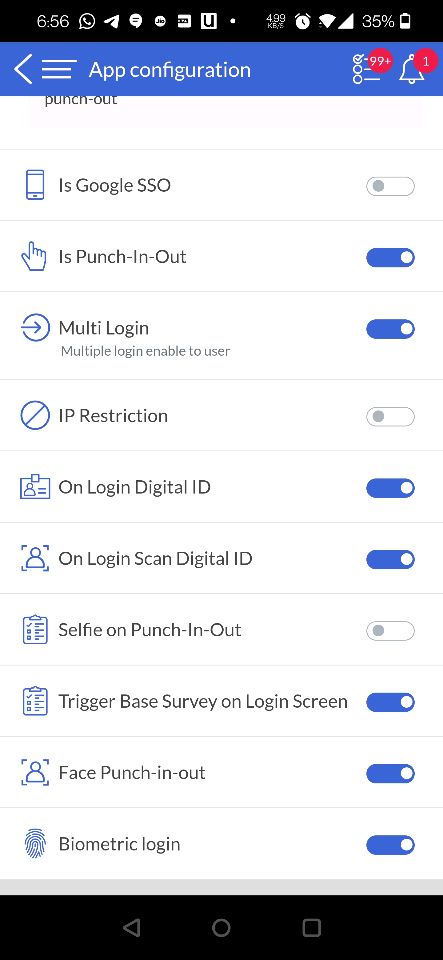 6:56
4.99
KB/S
35%
App configuration
99+
1
punch-out
Is Google SSO
Is Punch-In-Out
Multi Login
Multiple login enable to user
IP Restriction
On Login Digital ID
On Login Scan Digital ID
Selfie on Punch-In-Out
Trigger Base Survey on Login Screen
Face Punch-in-out
Biometric login